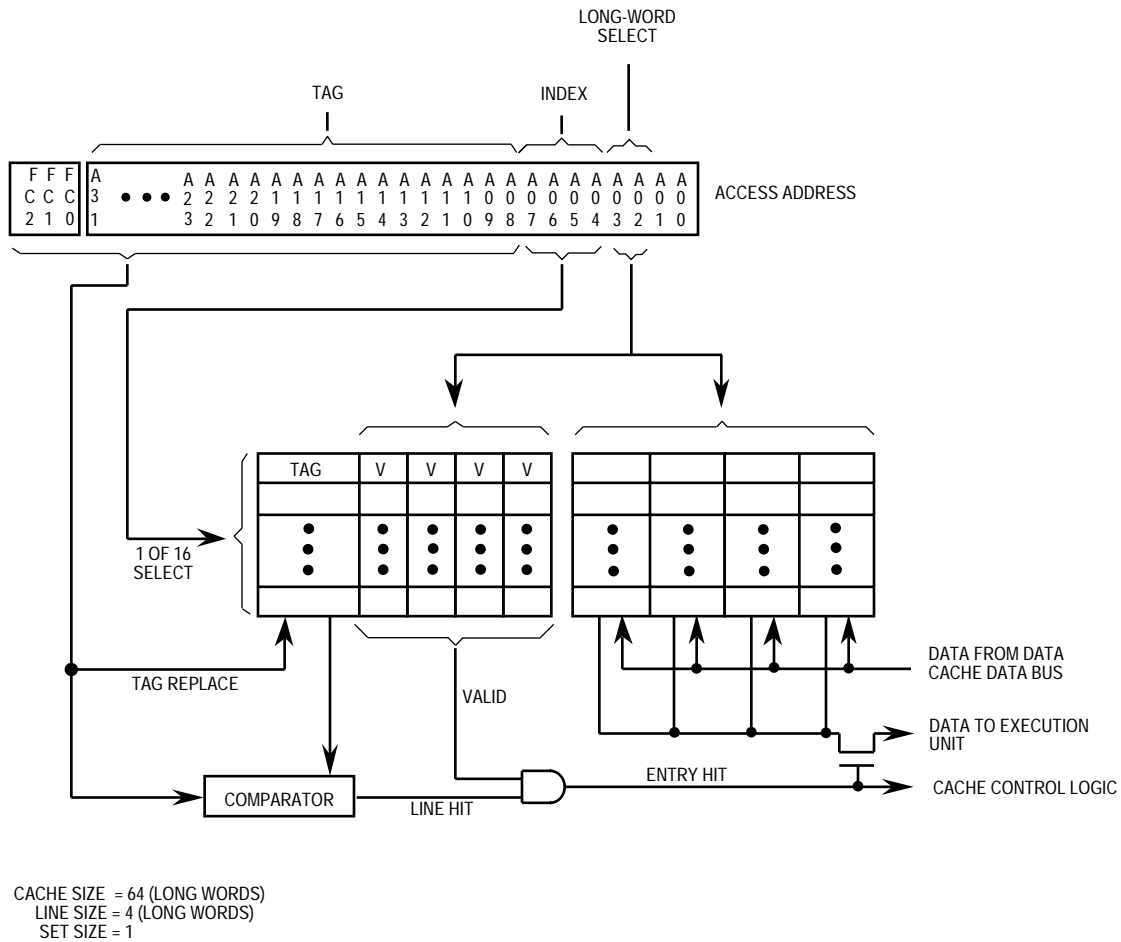 LONG-WORD
SELECT
TAG
INDEX
F F F A A A A A A A A A A A A A A A A A A A A A A A A A
C C C 3 ● ● ● 2 2 2 2 1 1 1 1 1 1 1 1 1 1 0 0 0 0 0 0 0 0 0 0
2 1 0 1 3 2 1 0 9 8 7 6 5 4 3 2 1 0 9 8 7 6 5 4 3 2 1 0
ACCESS ADDRESS
TAG V V V V
1 OF 16
SELECT
TAG REPLACE
VALID
DATA FROM DATA
CACHE DATA BUS
DATA TO EXECUTION
UNIT
ENTRY HIT
CACHE CONTROL LOGIC
COMPARATOR
LINE HIT
CACHE SIZE = 64 (LONG WORDS)
LINE SIZE = 4 (LONG WORDS)
SET SIZE = 1